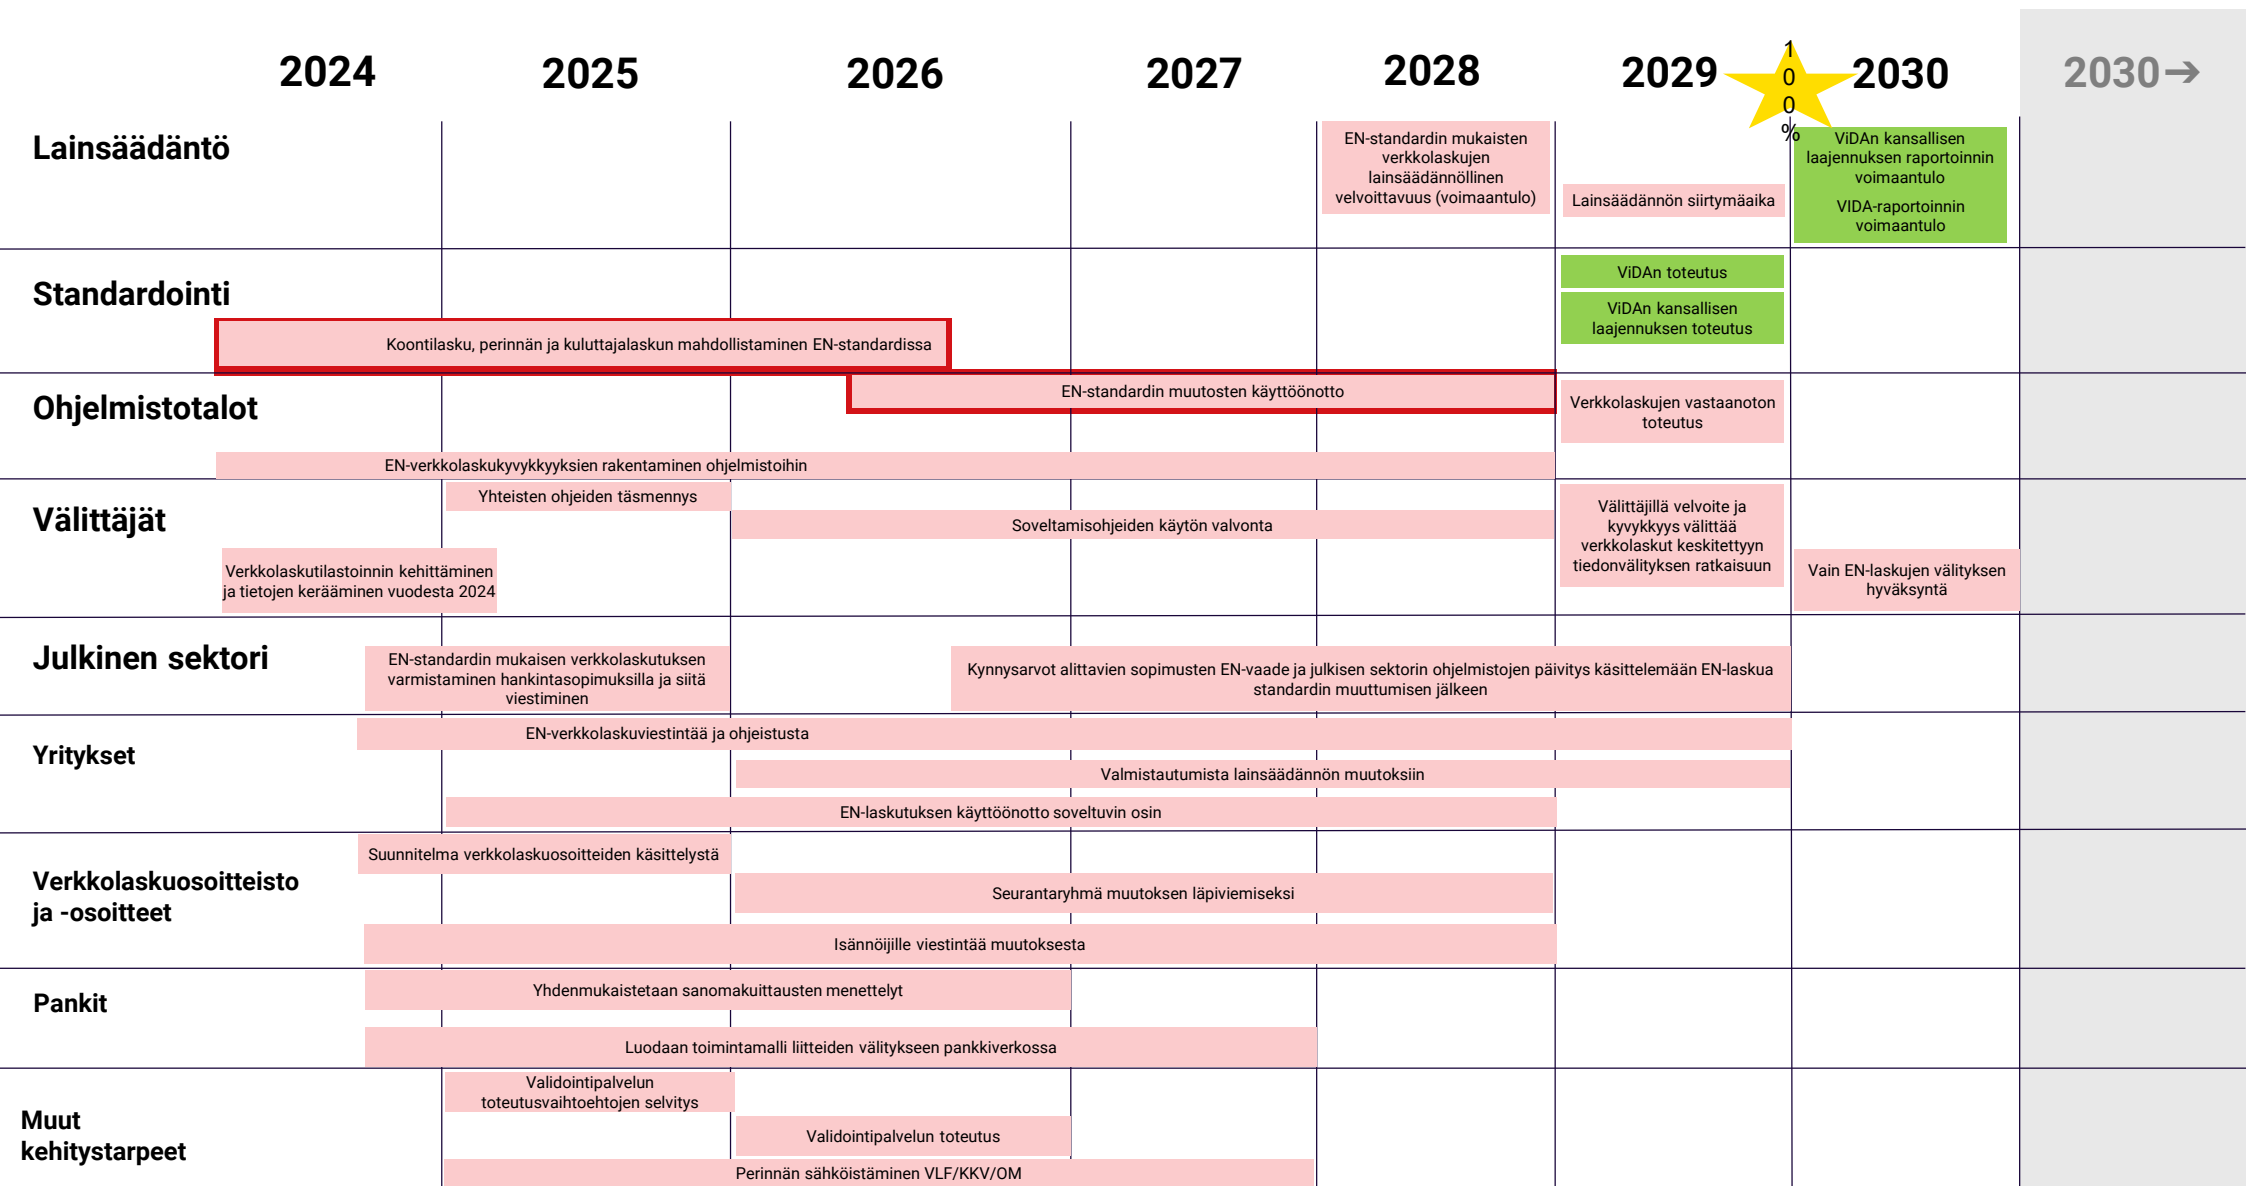 2024
2025
2026
2027
2028
2029
1
0
0
%
2030
2030→
Lainsäädäntö
EN-standardin mukaisten
verkkolaskujen
lainsäädännöllinen
velvoittavuus (voimaantulo)
Lainsäädännön siirtymäaika
ViDAn kansallisen
laajennuksen raportoinnin
voimaantulo
VIDA-raportoinnin
voimaantulo
Standardointi
ViDAn toteutus
ViDAn kansallisen
laajennuksen toteutus
Koontilasku, perinnän ja kuluttajalaskun mahdollistaminen EN-standardissa
Ohjelmistotalot
EN-standardin muutosten käyttöönotto
Verkkolaskujen vastaanoton
toteutus
EN-verkkolaskukyvykkyyksien rakentaminen ohjelmistoihin
Välittäjät
Yhteisten ohjeiden täsmennys
Soveltamisohjeiden käytön valvonta
Välittäjillä velvoite ja
kyvykkyys välittää
verkkolaskut keskitettyyn
tiedonvälityksen ratkaisuun
Verkkolaskutilastoinnin kehittäminen
ja tietojen kerääminen vuodesta 2024
Vain EN-laskujen välityksen
hyväksyntä
Julkinen sektori
EN-standardin mukaisen verkkolaskutuksen
varmistaminen hankintasopimuksilla ja siitä
viestiminen
Kynnysarvot alittavien sopimusten EN-vaade ja julkisen sektorin ohjelmistojen päivitys käsittelemään EN-laskua
standardin muuttumisen jälkeen
Yritykset
EN-verkkolaskuviestintää ja ohjeistusta
Valmistautumista lainsäädännön muutoksiin
EN-laskutuksen käyttöönotto soveltuvin osin
Verkkolaskuosoitteisto
ja -osoitteet
Suunnitelma verkkolaskuosoitteiden käsittelystä
Seurantaryhmä muutoksen läpiviemiseksi
Isännöijille viestintää muutoksesta
Pankit
Yhdenmukaistetaan sanomakuittausten menettelyt
Luodaan toimintamalli liitteiden välitykseen pankkiverkossa
Muut
kehitystarpeet
Validointipalvelun
toteutusvaihtoehtojen selvitys
Validointipalvelun toteutus
Perinnän sähköistäminen VLF/KKV/OM